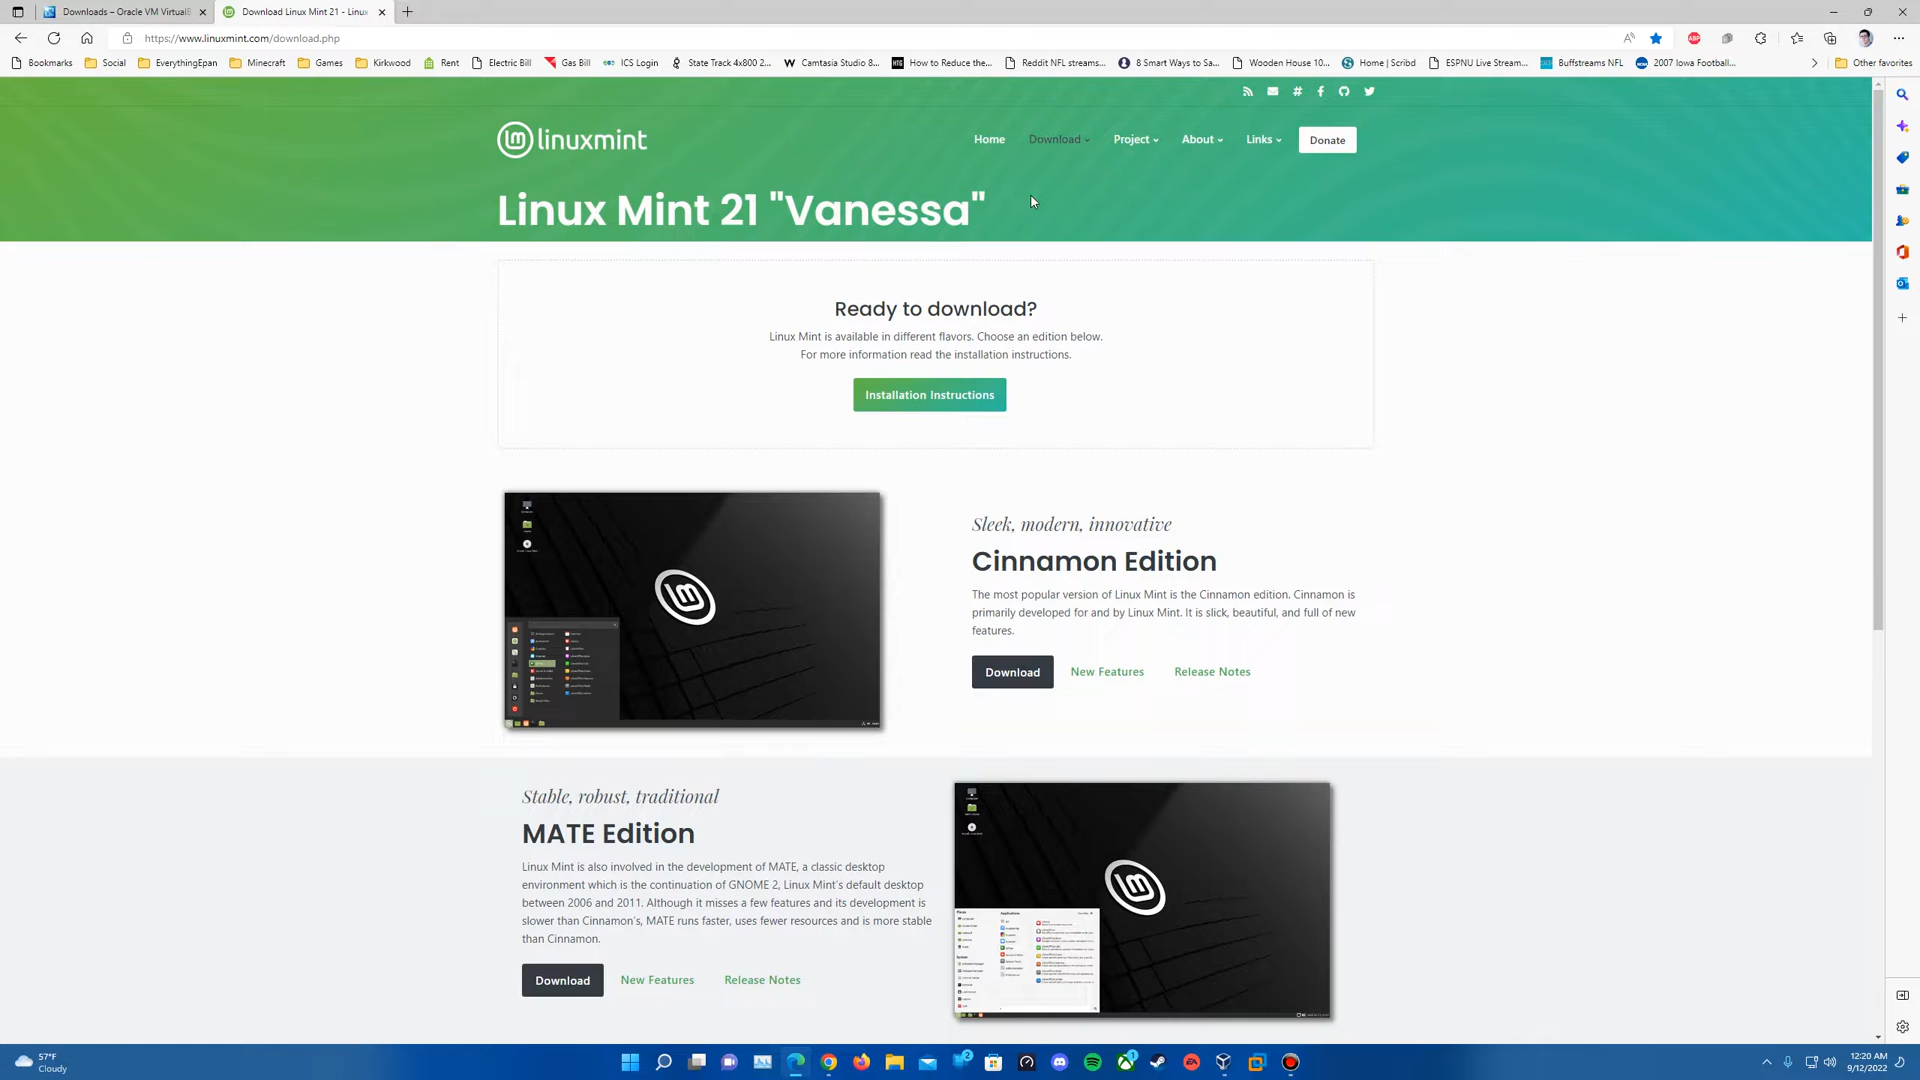 Downloads – Oracle VM VirtualB
Download Linux Mint 21 - Linux
https://www.linuxmint.com/download.php
Bookmarks
Social
EverythingEpan
Minecraft
Games
Kirkwood
Rent
Electric Bill
Gas Bill
ICS Login
State Track 4x800 2...
Camtasia Studio 8...
How to Reduce the...
Reddit NFL streams...
8 Smart Ways to Sa...
Wooden House 10...
Home | Scribd
ESPNU Live Stream...
Buffstreams NFL
2007 Iowa Football...
Other favorites
linuxmint
Home
Download
Project
About
Links
Donate
Linux Mint 21 "Vanessa"
Ready to download?
Linux Mint is available in different flavors. Choose an edition below.
For more information read the installation instructions.
Installation Instructions
Sleek, modern, innovative
Cinnamon Edition
The most popular version of Linux Mint is the Cinnamon edition. Cinnamon is
primarily developed for and by Linux Mint. It is slick, beautiful, and full of new
features.
Download
New Features
Release Notes
Stable, robust, traditional
MATE Edition
Linux Mint is also involved in the development of MATE, a classic desktop
environment which is the continuation of GNOME 2, Linux Mint's default desktop
between 2006 and 2011. Although it misses a few features and its development is
slower than Cinnamon's, MATE runs faster, uses fewer resources and is more stable
than Cinnamon.
Download
New Features
Release Notes
57°F
Cloudy
12:20 AM
9/12/2022